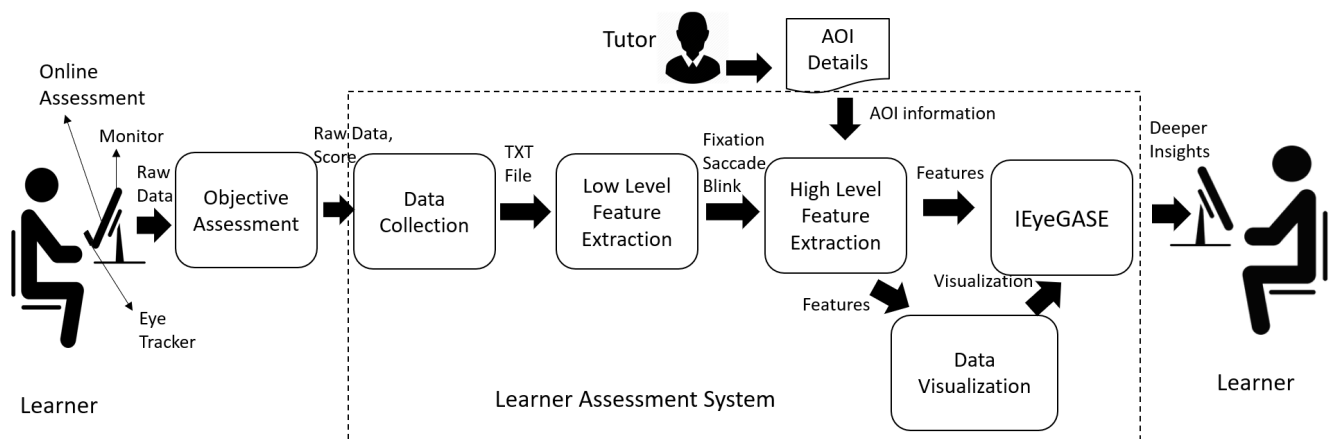 Tutor
AOI
Details
Online
Assessment
Monitor
Raw
Data
Objective
Assessment
Raw Data,
Score
Data
Collection
TXT
File
Low Level
Feature
Extraction
Fixation
Saccade
Blink
AOI information
High Level
Feature
Extraction
Features
IEyeGASE
Deeper
Insights
Features
Visualization
Data
Visualization
Eye
Tracker
Learner
Learner Assessment System
Learner